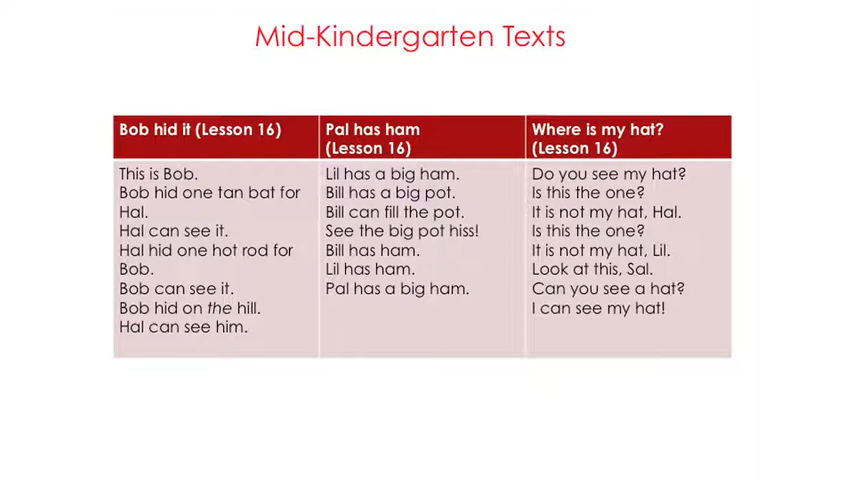 Mid-Kindergarten Texts
Bob hid it (Lesson 16)
This is Bob.
Bob hid one tan bat for
Hal.
Hal can see it.
Hal hid one hot rod for
Bob.
Bob can see it.
Bob hid on the hill.
Hal can see him.
Pal has ham
(Lesson 16)
Lil has a big ham.
Bill has a big pot.
Bill can fill the pot.
See the big pot hiss!
Bill has ham.
Lil has ham.
Pal has a big ham.
Where is my hat?
(Lesson 16)
Do you see my hat?
Is this the one?
It is not my hat, Hal.
Is this the one?
It is not my hat, Lil.
Look at this, Sal.
Can you see a hat?
I can see my hat!